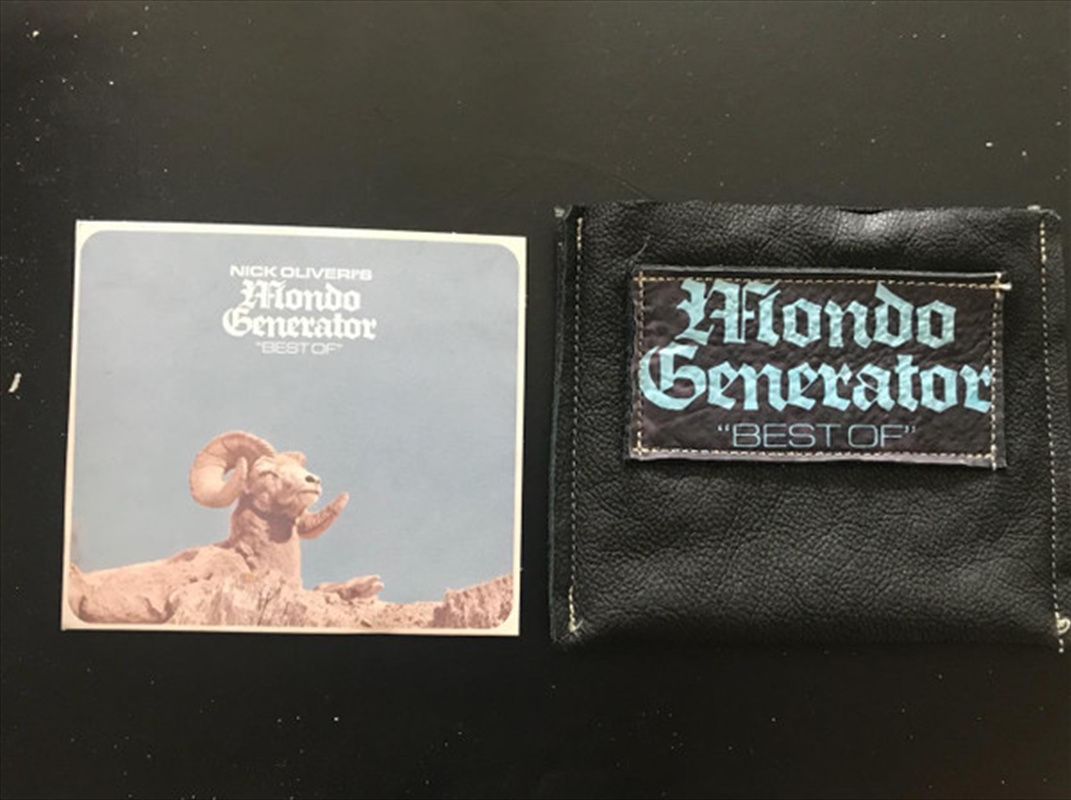 NICK OLIVERI'S
Mondo
Generator
"BEST OF"
Mondo
Generator
"BEST OF"